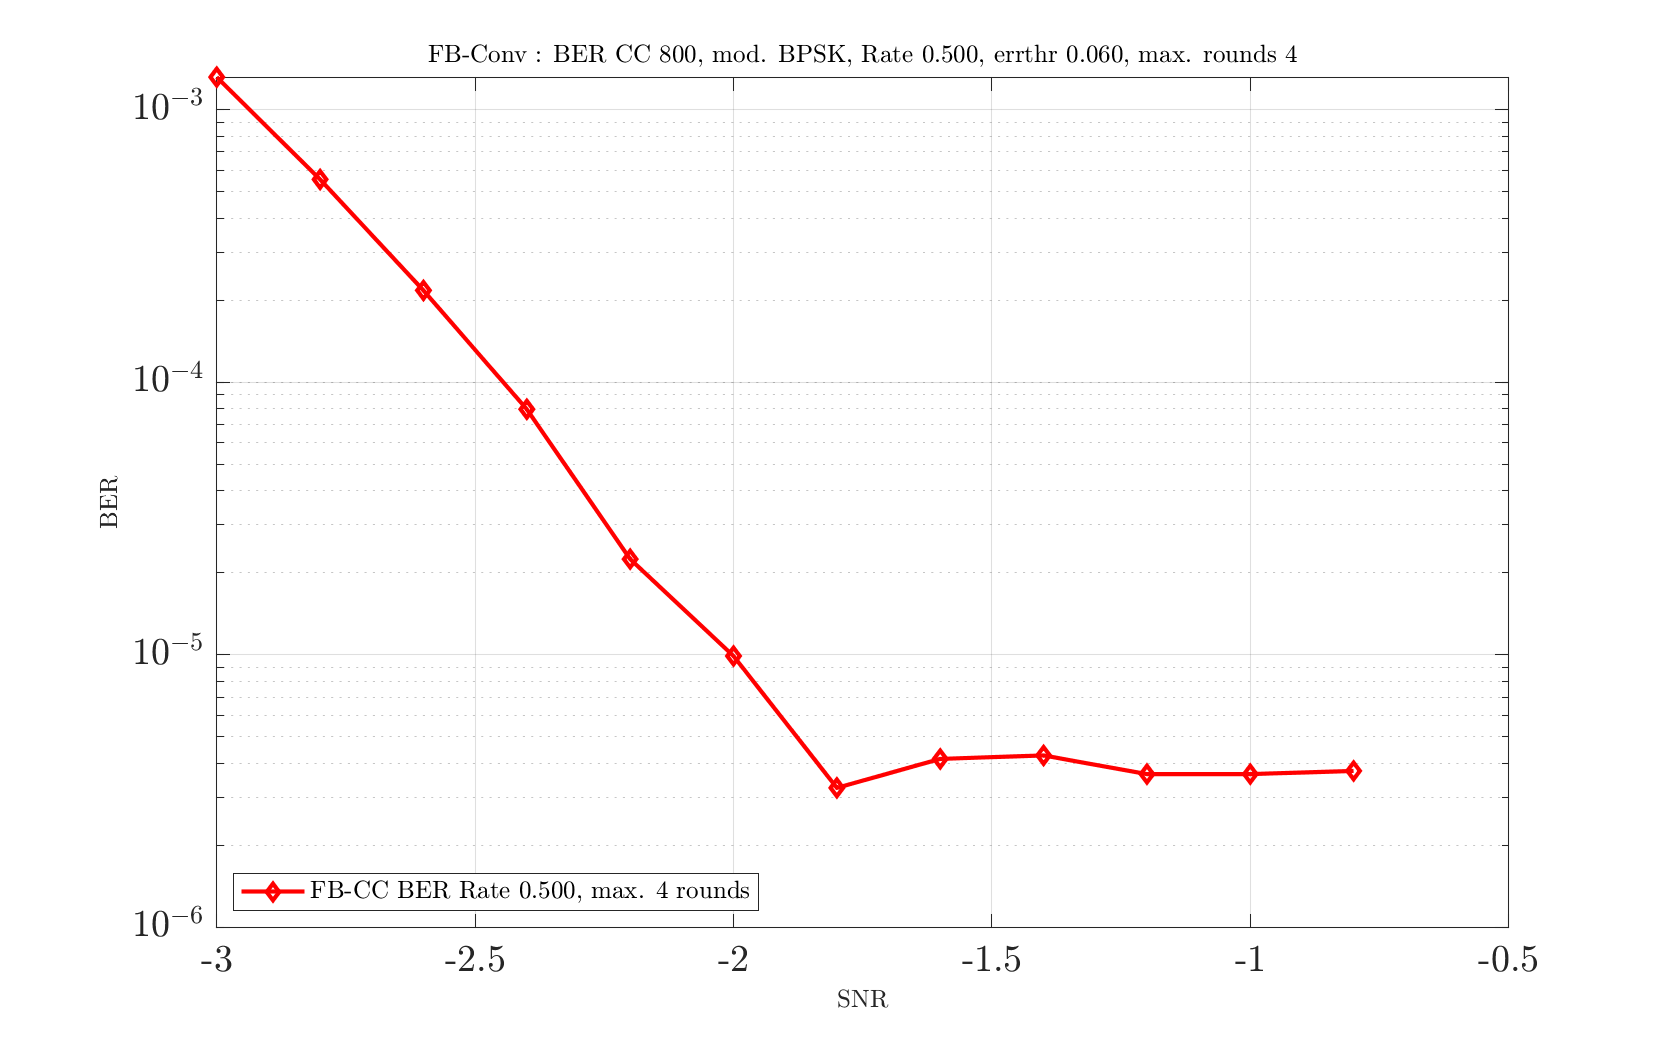 FB-Conv : BER CC 800, mod. BPSK, Rate 0.500, errthr 0.060, max. rounds 4
10^{-3}
10^{-4}
10^{-5}
10^{-6}
BER
FB-CC BER Rate 0.500, max. 4 rounds
-3 -2.5 -2 -1.5 -1 -0.5
SNR